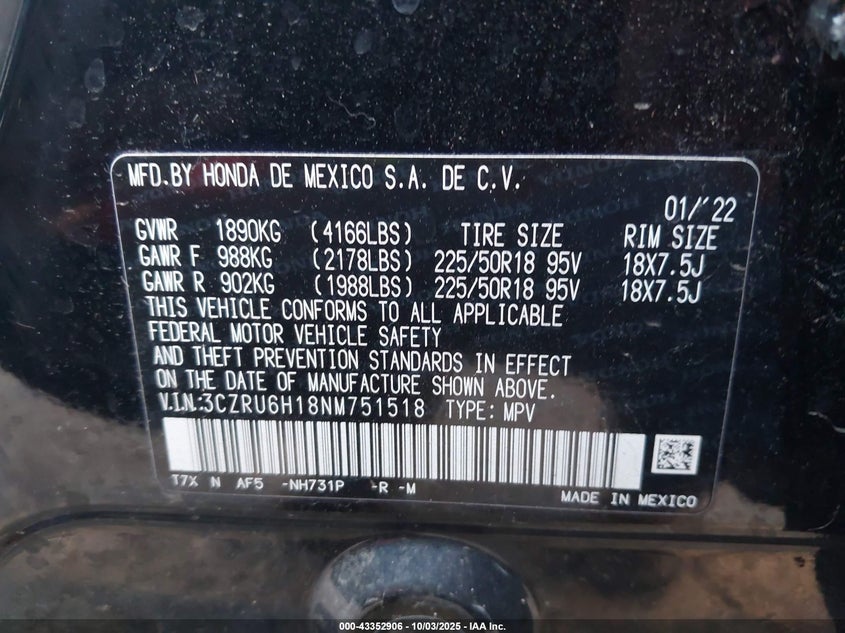 MFD.BY HONDA DE MEXICO S.A. DE C.V.
01/'22
GVWR 1890KG (4166LBS) TIRE SIZE RIM SIZE
GAWR F 988KG (2178LBS) 225/50R18 95V 18X7.5J
GAWR R 902KG (1988LBS) 225/50R18 95V 18X7.5J
THIS VEHICLE CONFORMS TO ALL APPLICABLE
FEDERAL MOTOR VEHICLE SAFETY
AND THEFT PREVENTION STANDARDS IN EFFECT
ON THE DATE OF MANUFACTURE SHOWN ABOVE.
V.I.N:3CZRU6H18NM751518 TYPE: MPV
T7X N AF5 -NH731P -R -M
MADE IN MEXICO
000-43352906 - 10/03/2025 - IAA Inc.